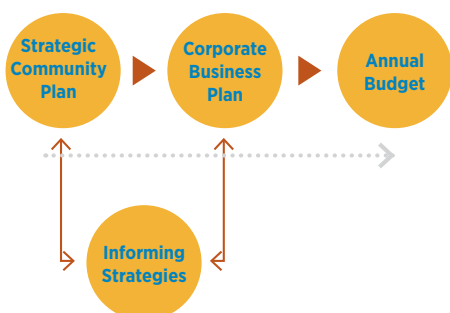 Strategic
Community
Plan
Corporate
Business
Plan
Annual
Budget
Informing
Strategies